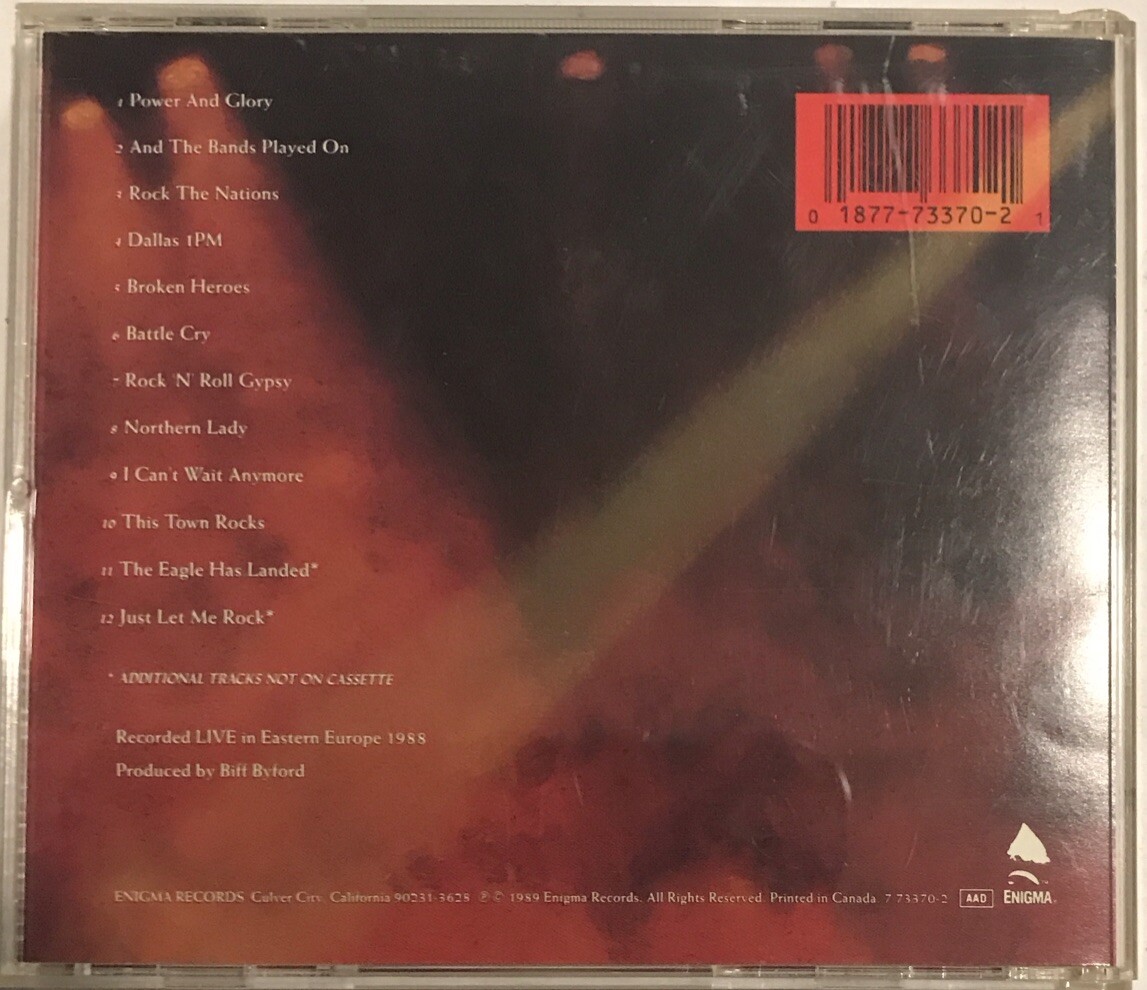 1 Power And Glory
2 And The Bands Played On
3 Rock The Nations
4 Dallas 1PM
5 Broken Heroes
6 Battle Cry
7 Rock 'N' Roll Gypsy
8 Northern Lady
9 I Can't Wait Anymore
10 This Town Rocks
11 The Eagle Has Landed*
12 Just Let Me Rock*
* ADDITIONAL TRACKS NOT ON CASSETTE
Recorded LIVE in Eastern Europe 1988
Produced by Biff Byford
0 1877-73370-2 1
ENIGMA RECORDS Culver City, California 90231-3628 ℗ © 1989 Enigma Records. All Rights Reserved. Printed in Canada. 7 73370-2 AAD ENIGMA